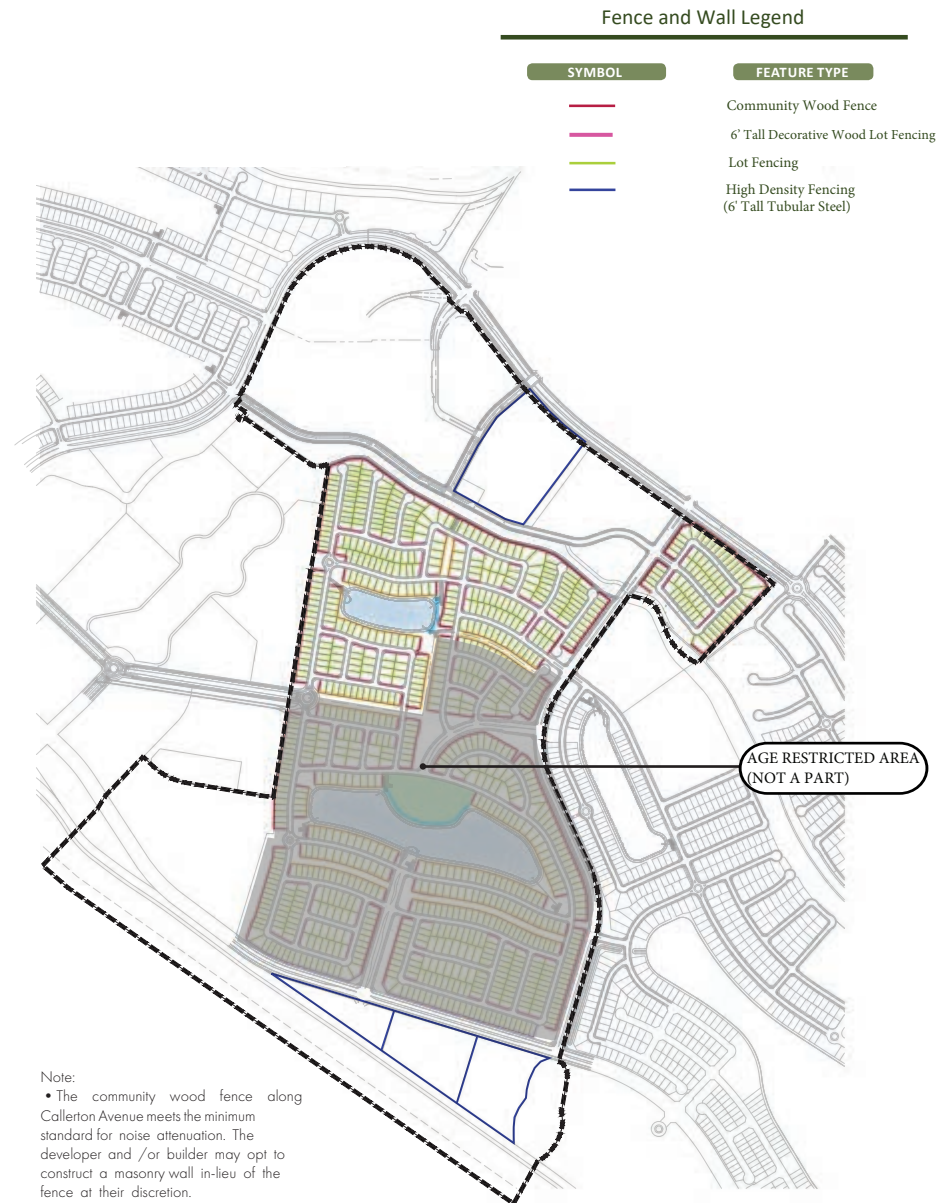 Fence and Wall Legend
SYMBOL
FEATURE TYPE
Community Wood Fence
6' Tall Decorative Wood Lot Fencing
Lot Fencing
High Density Fencing
(6' Tall Tubular Steel)
AGE RESTRICTED AREA
(NOT A PART)
Note:
• The community wood fence along
Callerton Avenue meets the minimum
standard for noise attenuation. The
developer and /or builder may opt to
construct a masonry wall in-lieu of the
fence at their discretion.